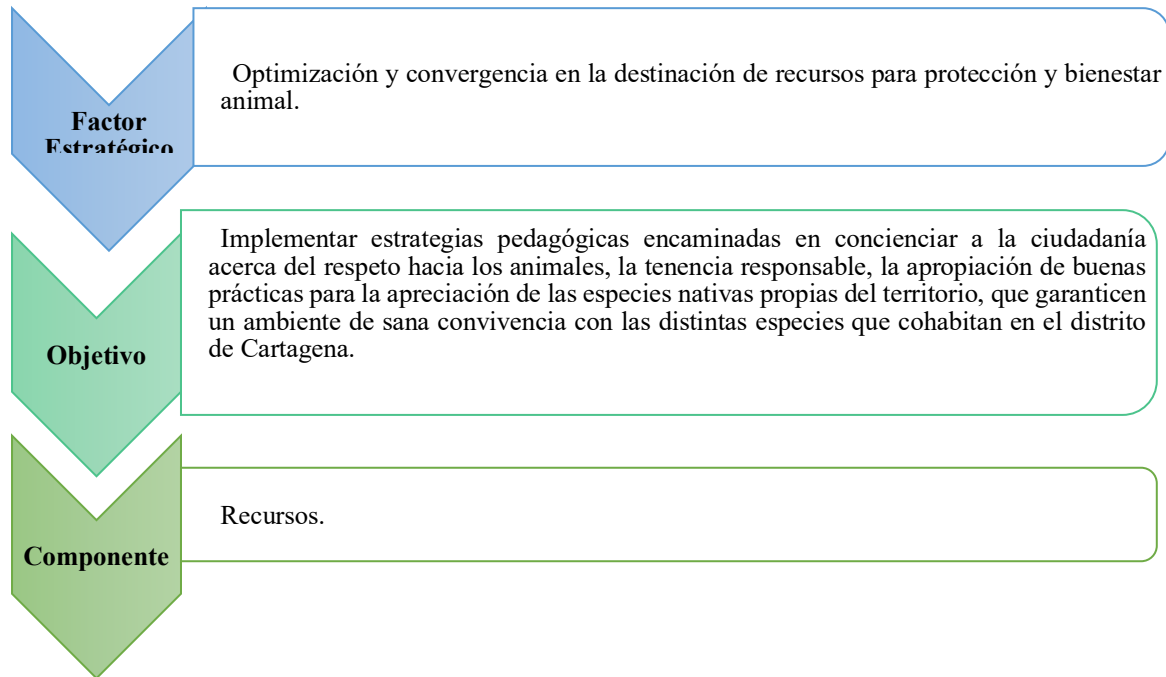 Optimización y convergencia en la destinación de recursos para protección y bienestar
animal.
Factor
Estratégico
Implementar estrategias pedagógicas encaminadas en concienciar a la ciudadanía
acerca del respeto hacia los animales, la tenencia responsable, la apropiación de buenas
prácticas para la apreciación de las especies nativas propias del territorio, que garanticen
un ambiente de sana convivencia con las distintas especies que cohabitan en el distrito
de Cartagena.
Objetivo
Recursos.
Componente